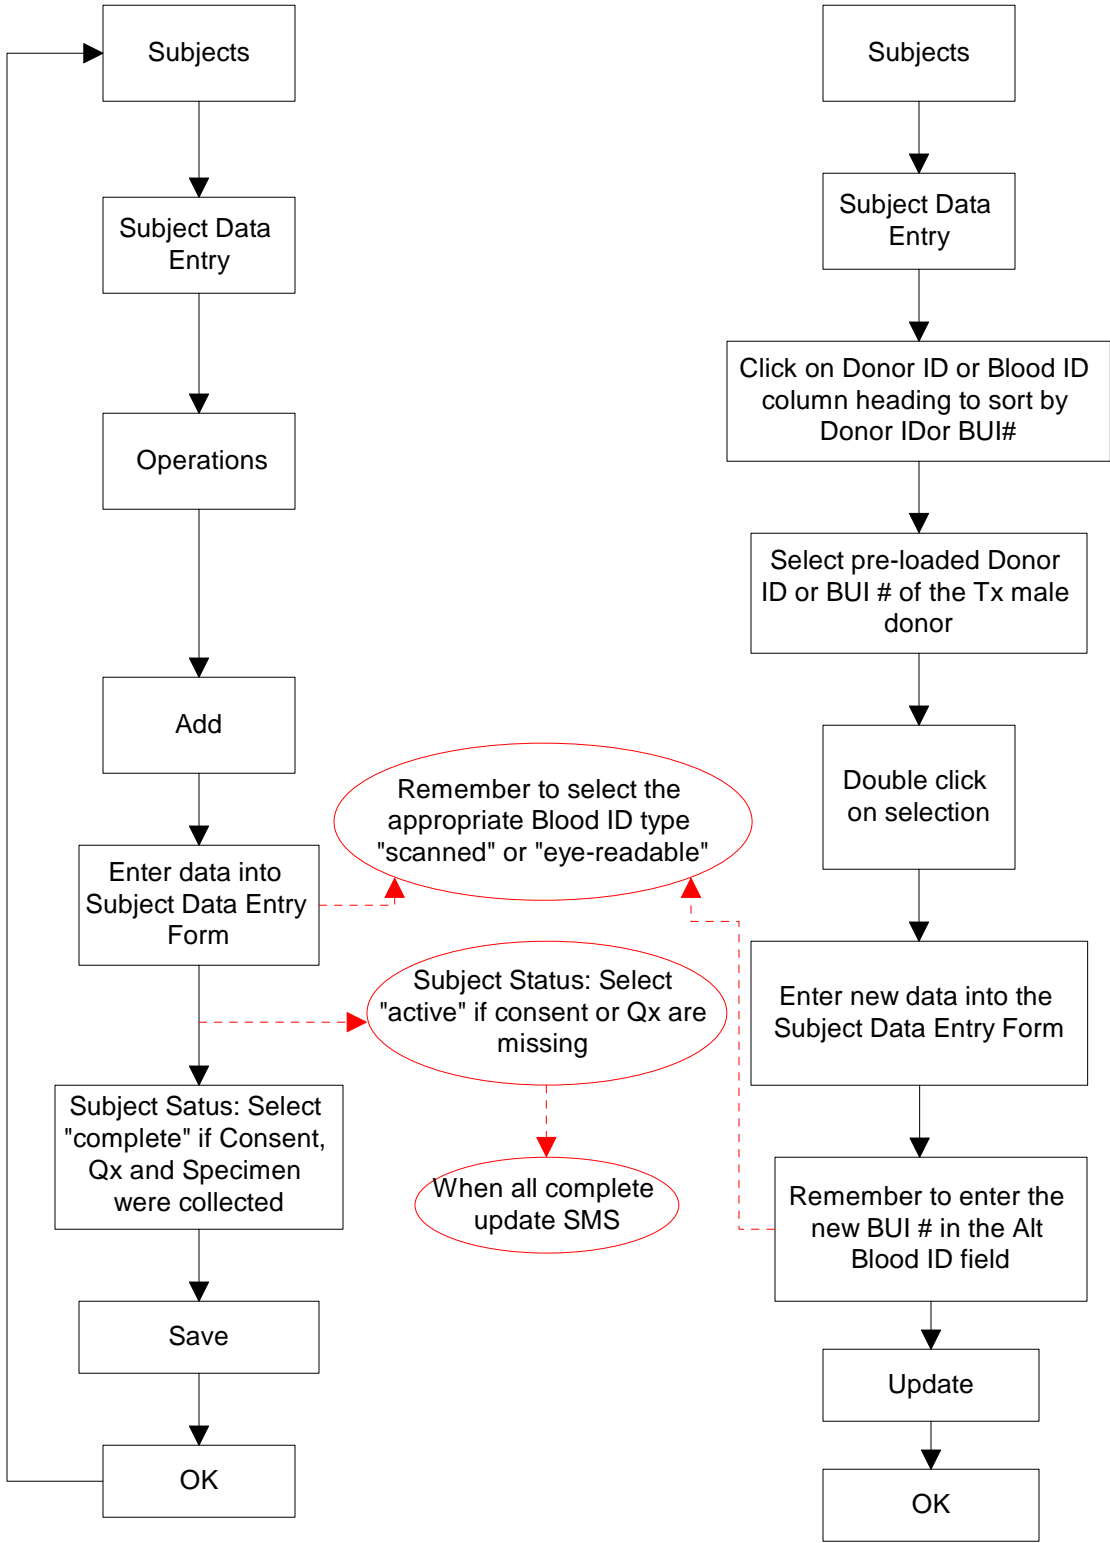 Subjects
Subject Data
Entry
Operations
Add
Enter data into
Subject Data Entry
Form
Subject Satus: Select
"complete" if Consent,
Qx and Specimen
were collected
Save
OK
Remember to select the
appropriate Blood ID type
"scanned" or "eye-readable"
Subject Status: Select
"active" if consent or Qx are
missing
When all complete
update SMS
Subjects
Subject Data
Entry
Click on Donor ID or Blood ID
column heading to sort by
Donor IDor BUI#
Select pre-loaded Donor
ID or BUI # of the Tx male
donor
Double click
on selection
Enter new data into the
Subject Data Entry Form
Remember to enter the
new BUI # in the Alt
Blood ID field
Update
OK